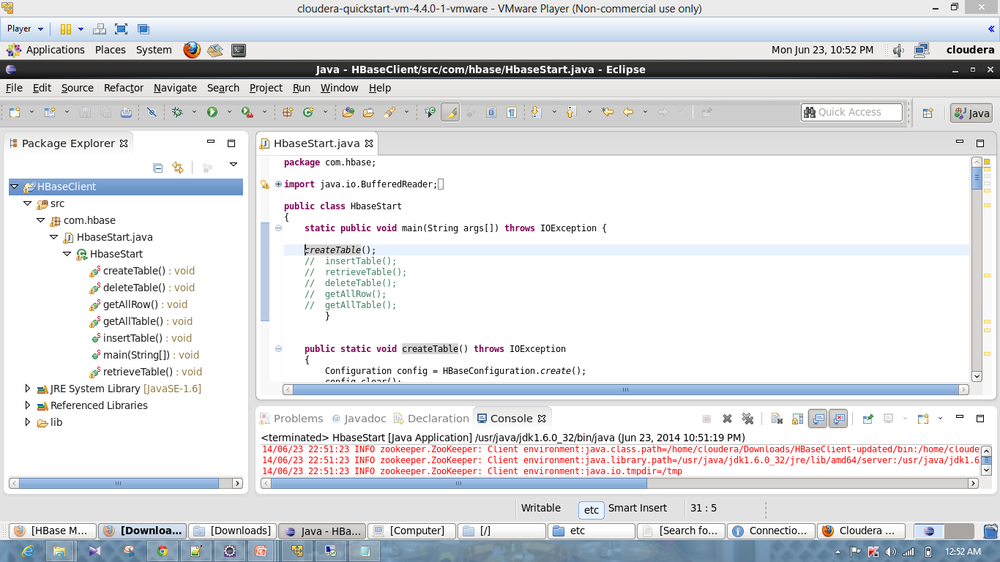 cloudera-quickstart-vm-4.4.0-1-vmware - VMware Player (Non-commercial use only)
Player
Applications Places System
Mon Jun 23, 10:52 PM
cloudera
Java - HBaseClient/src/com/hbase/HbaseStart.java - Eclipse
File Edit Source Refactor Navigate Search Project Run Window Help
Quick Access
Java
Package Explorer
HBaseClient
src
com.hbase
HbaseStart.java
HbaseStart
createTable() : void
deleteTable() : void
getAllRow() : void
getAllTable() : void
insertTable() : void
main(String[]) : void
retrieveTable() : void
JRE System Library [JavaSE-1.6]
Referenced Libraries
lib
HbaseStart.java
package com.hbase;
import java.io.BufferedReader;
public class HbaseStart
{
static public void main(String args[]) throws IOException {
createTable();
// insertTable();
// retrieveTable();
// deleteTable();
// getAllRow();
// getAllTable();
}
public static void createTable() throws IOException
{
Configuration config = HBaseConfiguration.create();
config.clear();
Problems @ Javadoc Declaration Console
<terminated> HbaseStart [Java Application] /usr/java/jdk1.6.0_32/bin/java (Jun 23, 2014 10:51:19 PM)
14/06/23 22:51:23 INFO zookeeper.ZooKeeper: Client environment:java.class.path=/home/cloudera/Downloads/HBaseClient-updated/bin:/home/cloude
14/06/23 22:51:23 INFO zookeeper.ZooKeeper: Client environment:java.library.path=/usr/java/jdk1.6.0_32/jre/lib/amd64/server:/usr/java/jdk1.6
14/06/23 22:51:23 INFO zookeeper.ZooKeeper: Client environment:java.io.tmpdir=/tmp
Writable
etc
Smart Insert
31 : 5
[HBase M... [Downloa... [Downloads] Java - HBa... [Computer] [/] etc [Search fo... Connectio... Cloudera ...
12:52 AM